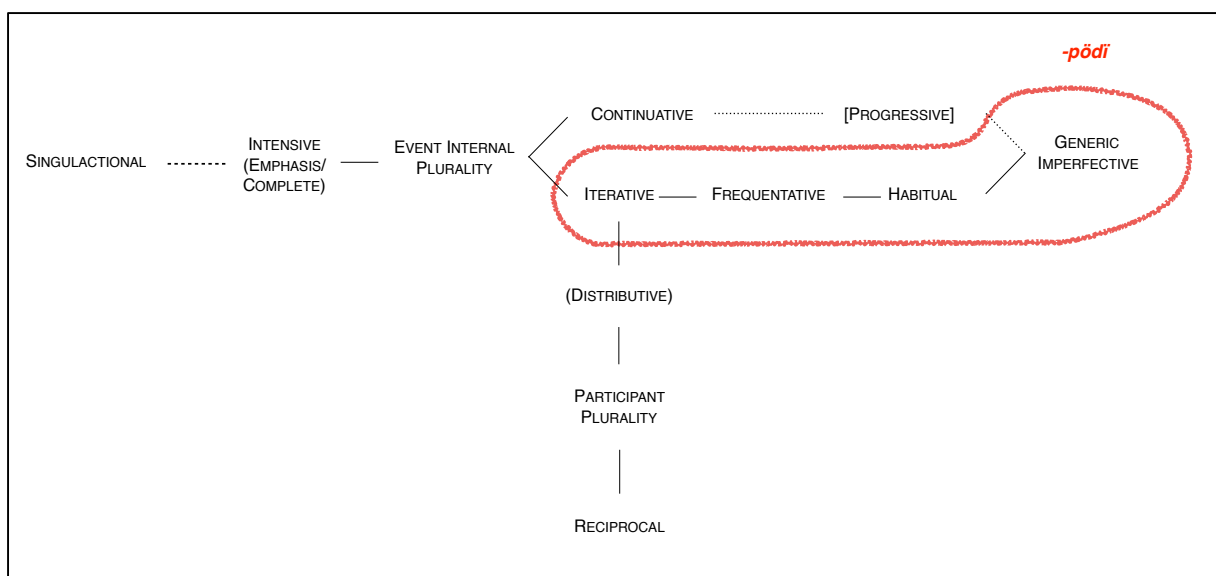 -pödï
CONTINUATIVE [PROGRESSIVE]
SINGULACTIONAL
INTENSIVE
(EMPHASIS/
COMPLETE)
EVENT INTERNAL
PLURALITY
GENERIC
IMPERFECTIVE
ITERATIVE FREQUENTATIVE HABITUAL
(DISTRIBUTIVE)
PARTICIPANT
PLURALITY
RECIPROCAL